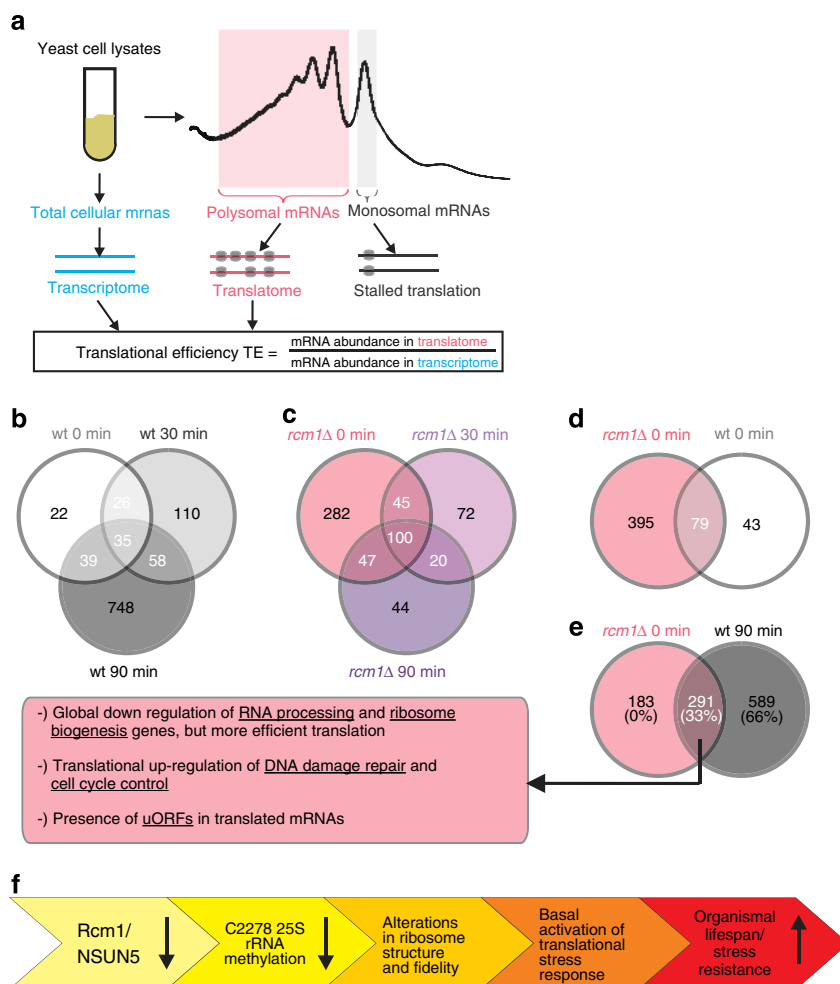 a
Yeast cell lysates
Total cellular mrnas
Polysomal mRNAs
Monosomal mRNAs
Transcriptome
Translatome
Stalled translation
Translational efficiency TE =
mRNA abundance in translatome
mRNA abundance in transcriptome
b
wt 0 min
wt 30 min
22
26
110
35
39
58
748
wt 90 min
c
rcm1Δ 0 min
rcm1Δ 30 min
282
45
72
100
47
20
44
rcm1Δ 90 min
d
rcm1Δ 0 min
wt 0 min
395
79
43
e
rcm1Δ 0 min
wt 90 min
183
(0%)
291
(33%)
589
(66%)
-) Global down regulation of RNA processing and ribosome
biogenesis genes, but more efficient translation
-) Translational up-regulation of DNA damage repair and
cell cycle control
-) Presence of uORFs in translated mRNAs
f
Rcm1/
NSUN5
C2278 25S
rRNA
methylation
Alterations
in ribosome
structure
and fidelity
Basal
activation of
translational
stress
response
Organismal
lifespan/
stress
resistance